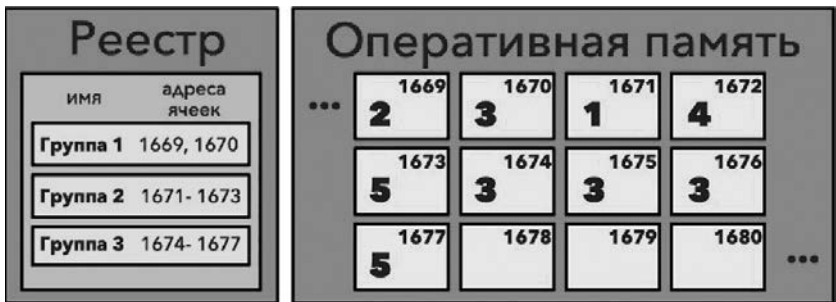 Реестр
имя адреса ячеек
Группа 1 1669, 1670
Группа 2 1671- 1673
Группа 3 1674- 1677
Оперативная память
... 1669 1670 1671 1672
2 3 1 4
1673 1674 1675 1676
5 3 3 3
1677 1678 1679 1680 ...
5